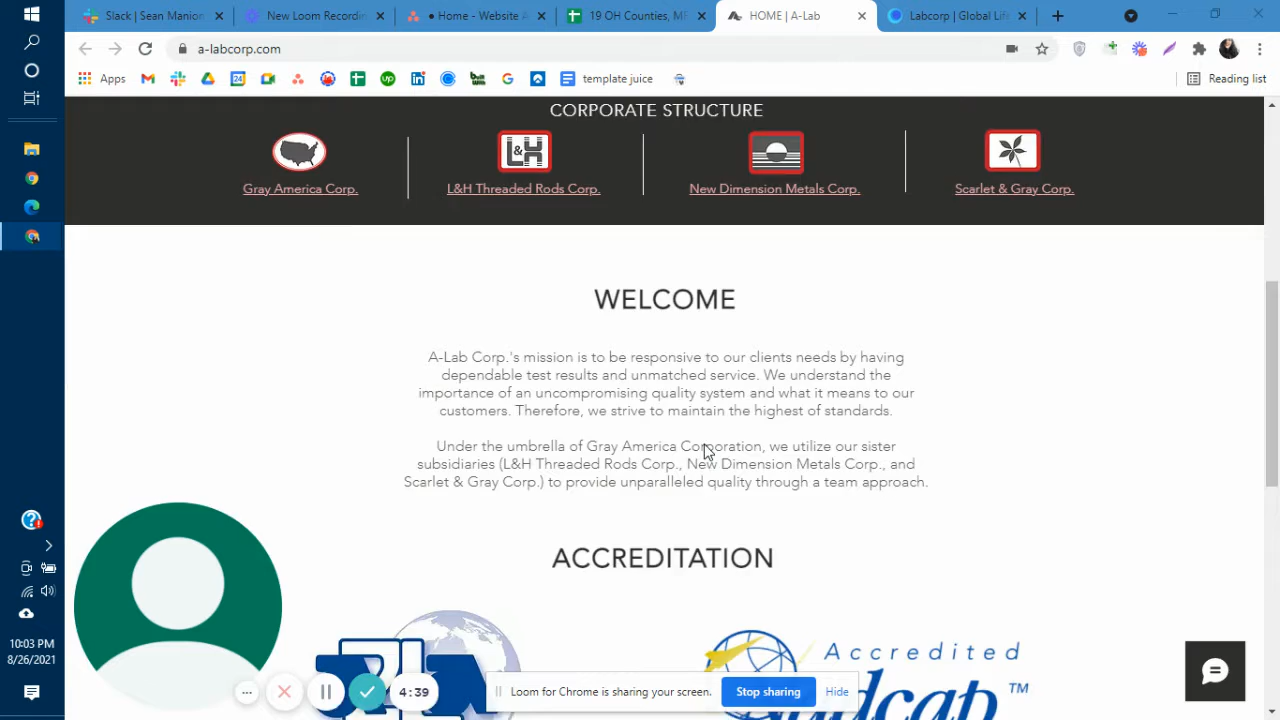 Slack | Sean Manion
New Loom Recordin
• Home - Website A
19 OH Counties, MF
HOME | A-Lab
Labcorp | Global Lif
a-labcorp.com
Apps
template juice
Reading list
CORPORATE STRUCTURE
L&H
Gray America Corp.
L&H Threaded Rods Corp.
New Dimension Metals Corp.
Scarlet & Gray Corp.
WELCOME
A-Lab Corp.'s mission is to be responsive to our clients needs by having
dependable test results and unmatched service. We understand the
importance of an uncompromising quality system and what it means to our
customers. Therefore, we strive to maintain the highest of standards.
Under the umbrella of Gray America Corporation, we utilize our sister
subsidiaries (L&H Threaded Rods Corp., New Dimension Metals Corp., and
Scarlet & Gray Corp.) to provide unparalleled quality through a team approach.
ACCREDITATION
Accredited
TM
4:39
Loom for Chrome is sharing your screen.
Stop sharing
Hide
10:03 PM
8/26/2021